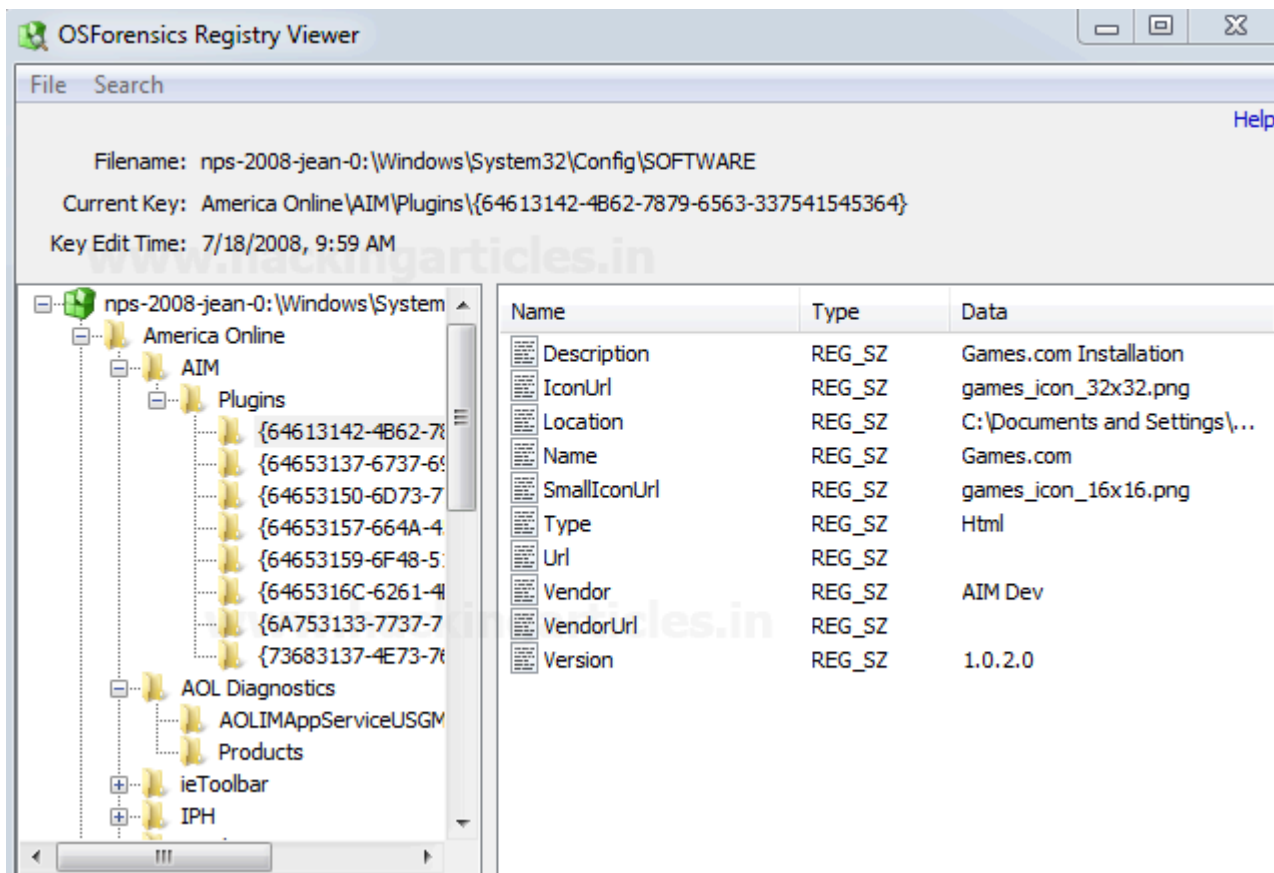 OSForensics Registry Viewer
File Search
Help
Filename: nps-2008-jean-0:\Windows\System32\Config\SOFTWARE
Current Key: America Online\AIM\Plugins\{64613142-4B62-7879-6563-337541545364}
Key Edit Time: 7/18/2008, 9:59 AM
www.hackingarticles.in
nps-2008-jean-0:\Windows\System
America Online
AIM
Plugins
{64613142-4B62-78
{64653137-6737-69
{64653150-6D73-7
{64653157-664A-4
{64653159-6F48-5
{6465316C-6261-4
{6A753133-7737-7
{73683137-4E73-76
AOL Diagnostics
AOLIMAppServiceUSGM
Products
ieToolbar
IPH
Name Type Data
Description REG_SZ Games.com Installation
IconUrl REG_SZ games_icon_32x32.png
Location REG_SZ C:\Documents and Settings\...
Name REG_SZ Games.com
SmallIconUrl REG_SZ games_icon_16x16.png
Type REG_SZ Html
Url REG_SZ
Vendor REG_SZ AIM Dev
VendorUrl REG_SZ
Version REG_SZ 1.0.2.0
www.hackingarticles.in